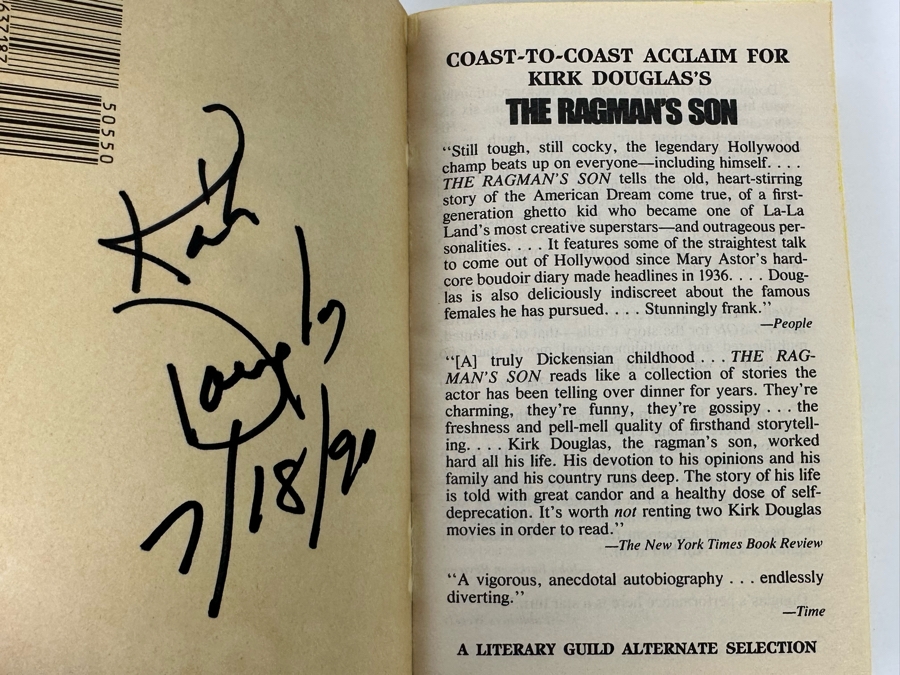 37187
50550
Kirk
Douglas
7/18/90
COAST-TO-COAST ACCLAIM FOR
KIRK DOUGLAS'S
THE RAGMAN'S SON
“Still tough, still cocky, the legendary Hollywood
champ beats up on everyone—including himself. . . .
THE RAGMAN'S SON tells the old, heart-stirring
story of the American Dream come true, of a first-
generation ghetto kid who became one of La-La
Land's most creative superstars—and outrageous per-
sonalities. . . . It features some of the straightest talk
to come out of Hollywood since Mary Astor's hard-
core boudoir diary made headlines in 1936. . . . Doug-
las is also deliciously indiscreet about the famous
females he has pursued. . . . Stunningly frank.”
—People
“[A] truly Dickensian childhood . . . THE RAG-
MAN'S SON reads like a collection of stories the
actor has been telling over dinner for years. They're
charming, they're funny, they're gossipy . . . the
freshness and pell-mell quality of firsthand storytell-
ing. . . . Kirk Douglas, the ragman's son, worked
hard all his life. His devotion to his opinions and his
family and his country runs deep. The story of his life
is told with great candor and a healthy dose of self-
deprecation. It's worth not renting two Kirk Douglas
movies in order to read.”
—The New York Times Book Review
“A vigorous, anecdotal autobiography . . . endlessly
diverting.”
—Time
A LITERARY GUILD ALTERNATE SELECTION